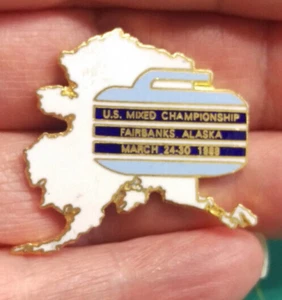 U.S. MIXED CHAMPIONSHIP
FAIRBANKS, ALASKA
MARCH 24-30 1989